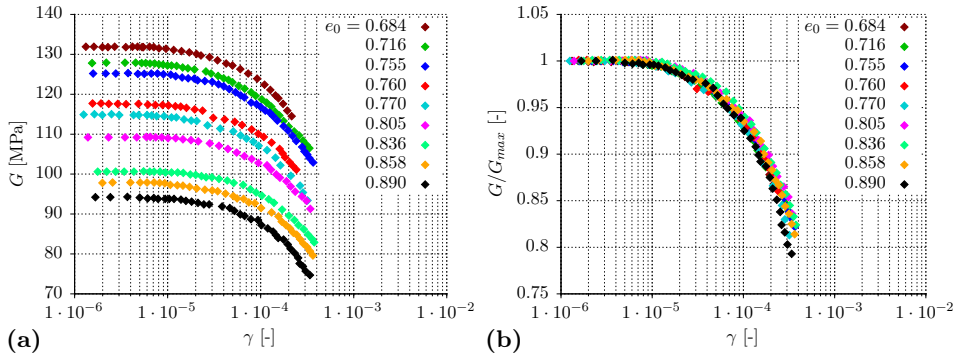 140
130
120
110
100
90
80
70
G [MPa]
1 · 10⁻⁶
1 · 10⁻⁵
1 · 10⁻⁴
1 · 10⁻³
1 · 10⁻²
γ [-]
e₀ = 0.684
0.716
0.755
0.760
0.770
0.805
0.836
0.858
0.890
(a)
1.05
1
0.95
0.9
0.85
0.8
0.75
G/Gₘₐₓ [-]
1 · 10⁻⁶
1 · 10⁻⁵
1 · 10⁻⁴
1 · 10⁻³
1 · 10⁻²
γ [-]
e₀ = 0.684
0.716
0.755
0.760
0.770
0.805
0.836
0.858
0.890
(b)